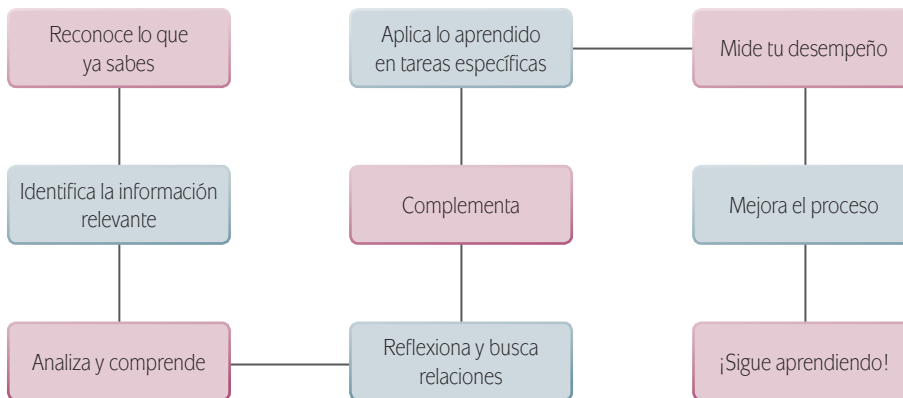 Reconoce lo que
ya sabes
Identifica la información
relevante
Analiza y comprende
Reflexiona y busca
relaciones
Complementa
Aplica lo aprendido
en tareas específicas
Mide tu desempeño
Mejora el proceso
¡Sigue aprendiendo!